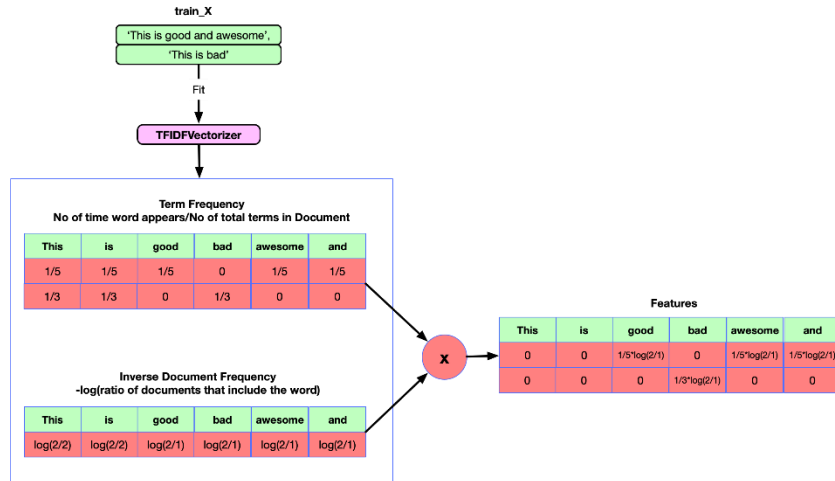 train_X
'This is good and awesome',
'This is bad'
Fit
TFIDFVectorizer
Term Frequency
No of time word appears/No of total terms in Document
This is good bad awesome and
1/5 1/5 1/5 0 1/5 1/5
1/3 1/3 0 1/3 0 0
Inverse Document Frequency
-log(ratio of documents that include the word)
This is good bad awesome and
log(2/2) log(2/2) log(2/1) log(2/1) log(2/1) log(2/1)
x
Features
This is good bad awesome and
0 0 1/5*log(2/1) 0 1/5*log(2/1) 1/5*log(2/1)
0 0 0 1/3*log(2/1) 0 0